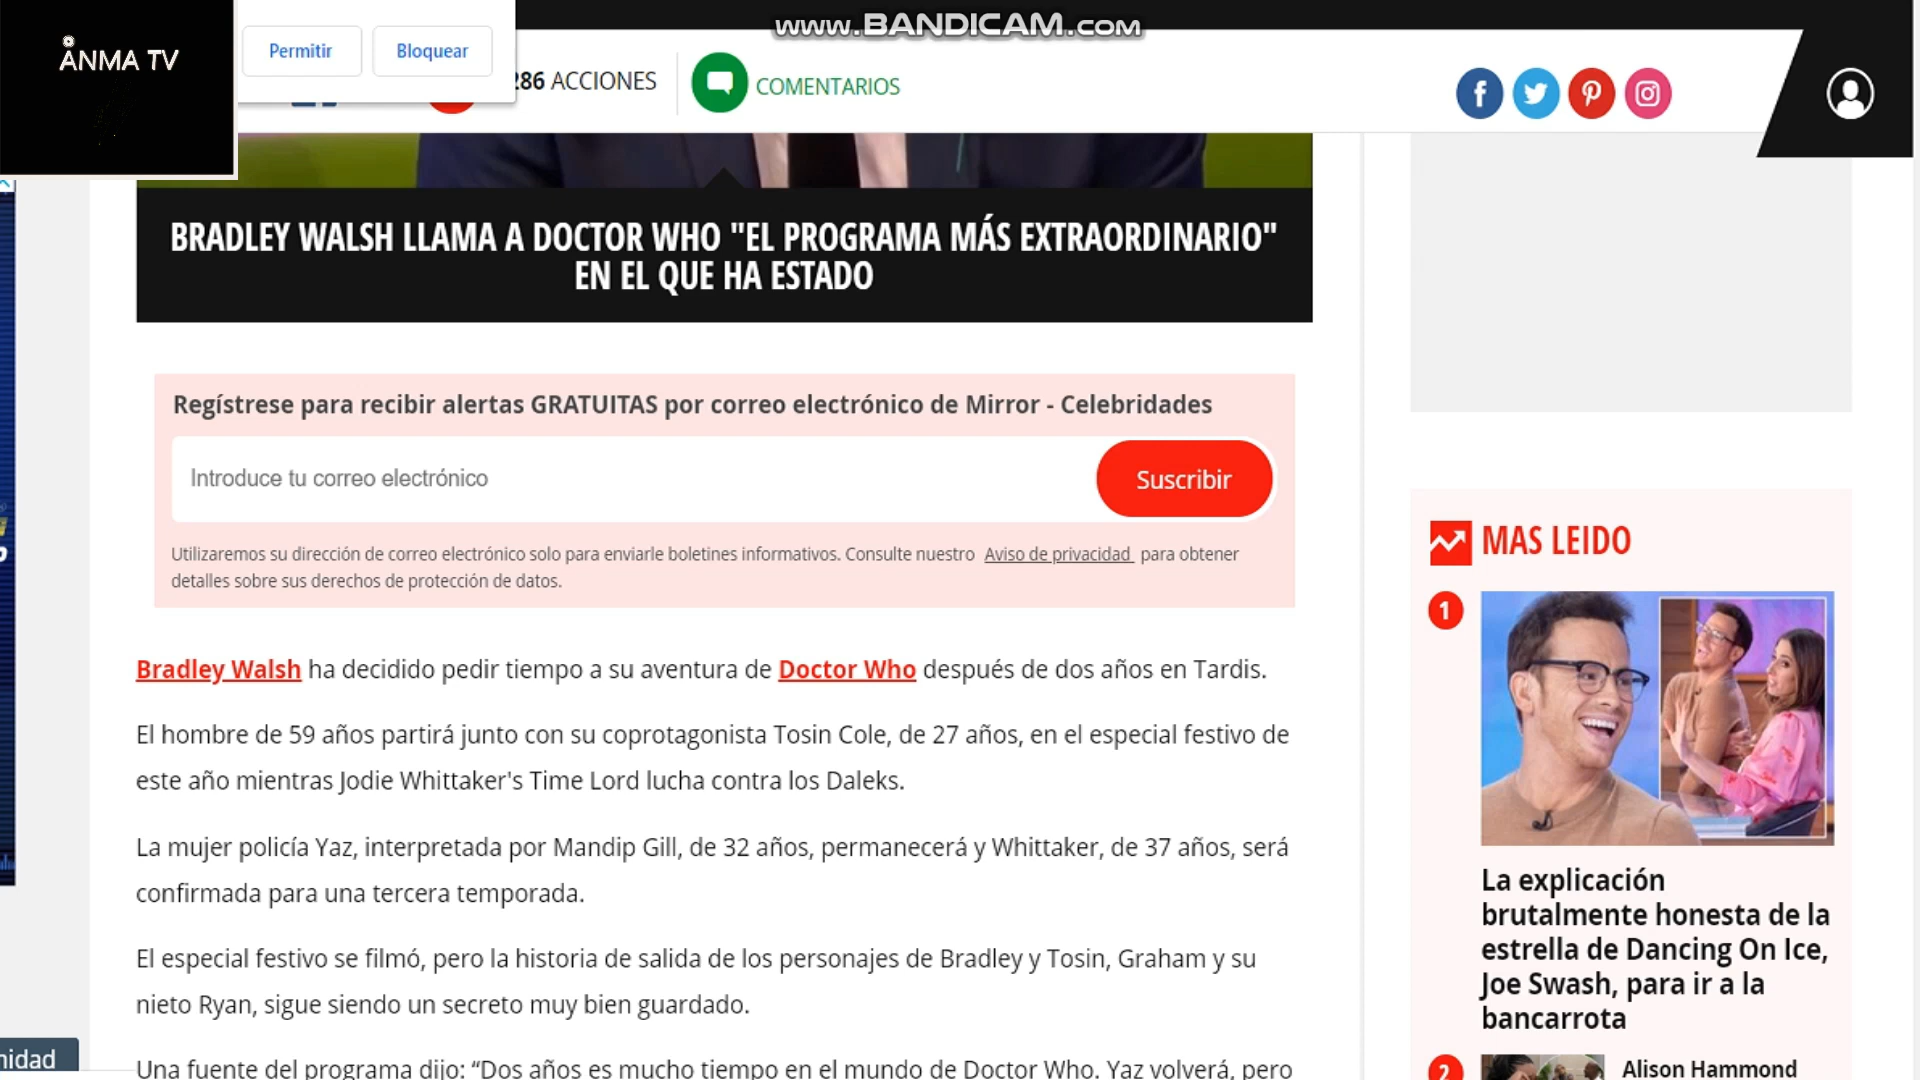 www.BANDICAM.com
ANMA TV
Permitir
Bloquear
286 ACCIONES
COMENTARIOS
BRADLEY WALSH LLAMA A DOCTOR WHO "EL PROGRAMA MÁS EXTRAORDINARIO"
EN EL QUE HA ESTADO
Regístrese para recibir alertas GRATUITAS por correo electrónico de Mirror - Celebridades
Introduce tu correo electrónico
Suscribir
Utilizaremos su dirección de correo electrónico solo para enviarle boletines informativos. Consulte nuestro Aviso de privacidad para obtener
detalles sobre sus derechos de protección de datos.
Bradley Walsh ha decidido pedir tiempo a su aventura de Doctor Who después de dos años en Tardis.
El hombre de 59 años partirá junto con su coprotagonista Tosin Cole, de 27 años, en el especial festivo de
este año mientras Jodie Whittaker's Time Lord lucha contra los Daleks.
La mujer policía Yaz, interpretada por Mandip Gill, de 32 años, permanecerá y Whittaker, de 37 años, será
confirmada para una tercera temporada.
El especial festivo se filmó, pero la historia de salida de los personajes de Bradley y Tosin, Graham y su
nieto Ryan, sigue siendo un secreto muy bien guardado.
Una fuente del programa dijo: “Dos años es mucho tiempo en el mundo de Doctor Who. Yaz volverá, pero
MAS LEIDO
1
La explicación
brutalmente honesta de la
estrella de Dancing On Ice,
Joe Swash, para ir a la
bancarrota
2
Alison Hammond